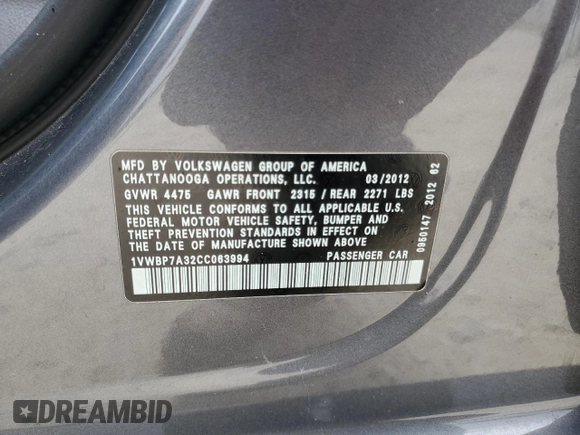 MFD BY VOLKSWAGEN GROUP OF AMERICA
CHATTANOOGA OPERATIONS, LLC. 03/2012
GVWR 4475 GAWR FRONT 2315 / REAR 2271 LBS
THIS VEHICLE CONFORMS TO ALL APPLICABLE U.S.
FEDERAL MOTOR VEHICLE SAFETY, BUMPER AND
THEFT PREVENTION STANDARDS IN EFFECT ON
THE DATE OF MANUFACTURE SHOWN ABOVE
1VWBP7A32CC063994 PASSENGER CAR
0950147 2012 62
DREAMBID